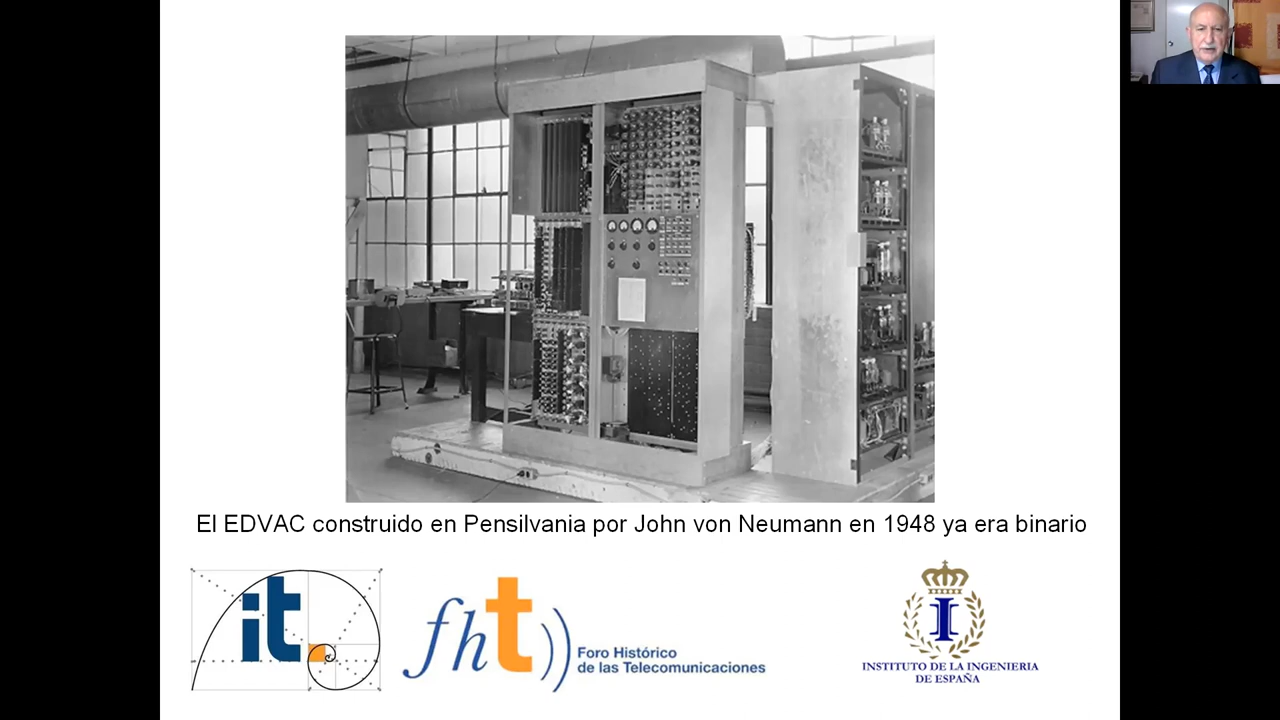 El EDVAC construido en Pensilvania por John von Neumann en 1948 ya era binario
it
fht
Foro Histórico
de las Telecomunicaciones
I
INSTITUTO DE LA INGENIERIA
DE ESPAÑA